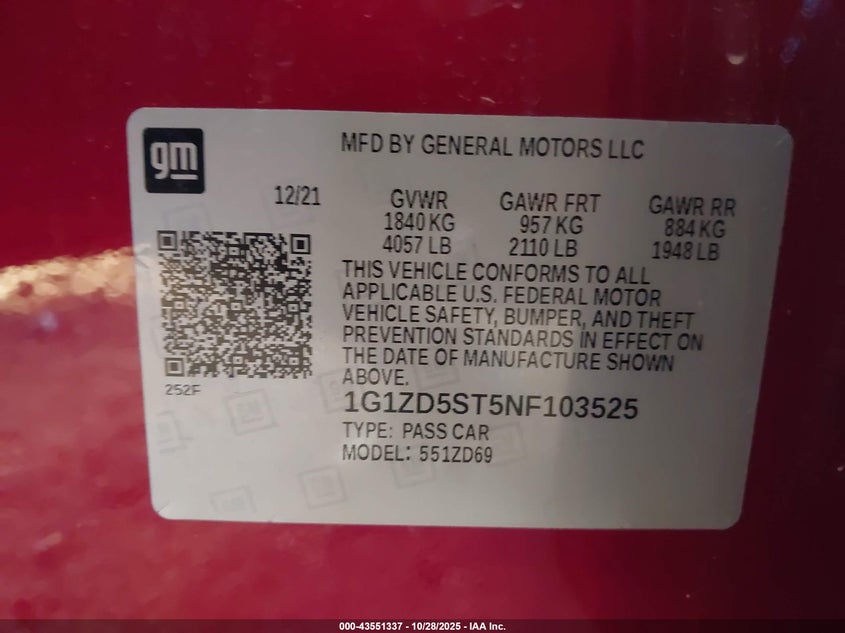 gm
MFD BY GENERAL MOTORS LLC
12/21
GVWR GAWR FRT GAWR RR
1840 KG 957 KG 884 KG
4057 LB 2110 LB 1948 LB
THIS VEHICLE CONFORMS TO ALL
APPLICABLE U.S. FEDERAL MOTOR
VEHICLE SAFETY, BUMPER, AND THEFT
PREVENTION STANDARDS IN EFFECT ON
THE DATE OF MANUFACTURE SHOWN
ABOVE.
252F
1G1ZD5ST5NF103525
TYPE: PASS CAR
MODEL: 551ZD69
000-43551337 - 10/28/2025 - IAA Inc.